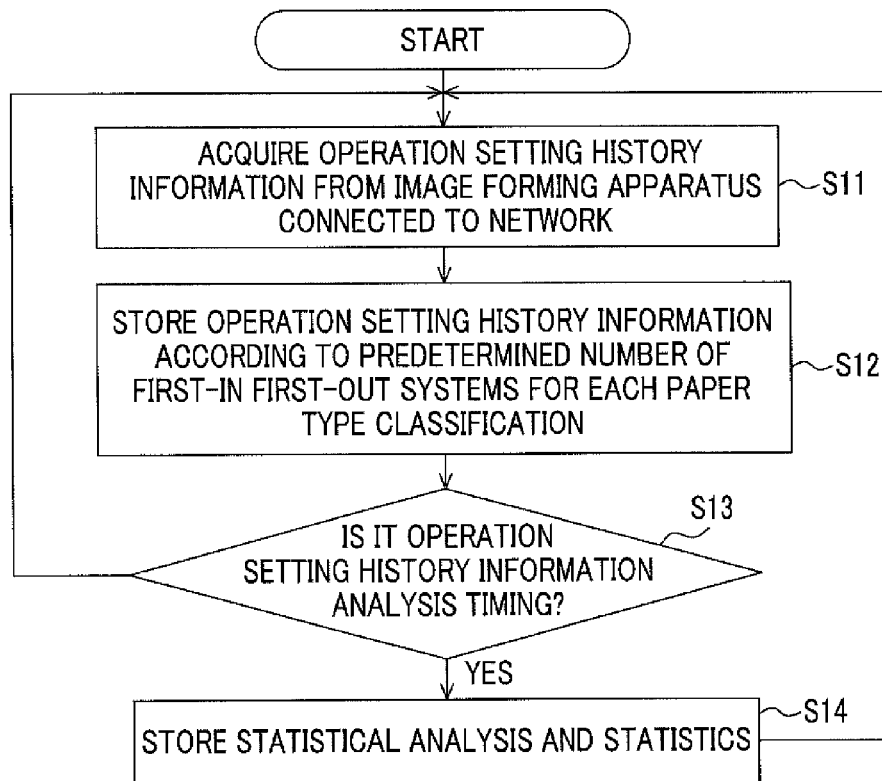 START
ACQUIRE OPERATION SETTING HISTORY
INFORMATION FROM IMAGE FORMING APPARATUS
CONNECTED TO NETWORK
S11
STORE OPERATION SETTING HISTORY INFORMATION
ACCORDING TO PREDETERMINED NUMBER OF
FIRST-IN FIRST-OUT SYSTEMS FOR EACH PAPER
TYPE CLASSIFICATION
S12
S13
IS IT OPERATION
SETTING HISTORY INFORMATION
ANALYSIS TIMING?
YES
S14
STORE STATISTICAL ANALYSIS AND STATISTICS